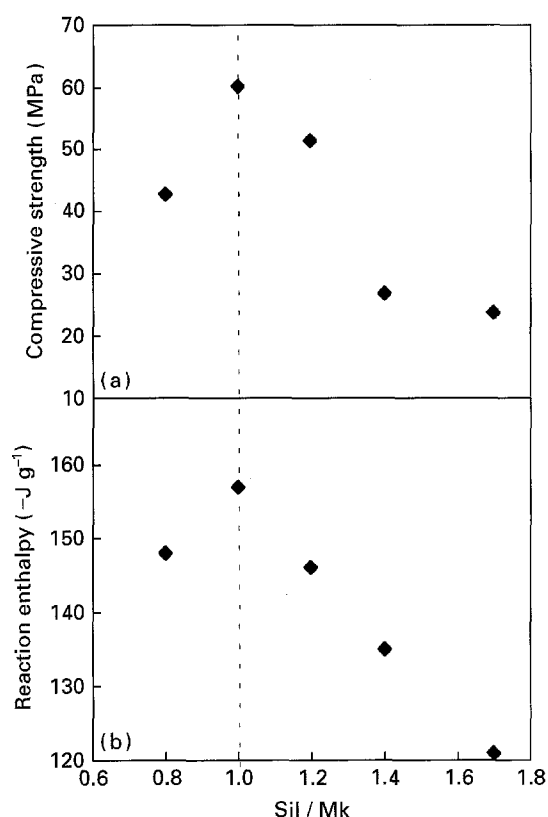 70
60
50
40
30
20
10
Compressive strength (MPa)
(a)
160
150
140
130
120
Reaction enthalpy (–J g⁻¹)
(b)
0.6 0.8 1.0 1.2 1.4 1.6 1.8
Sil / Mk